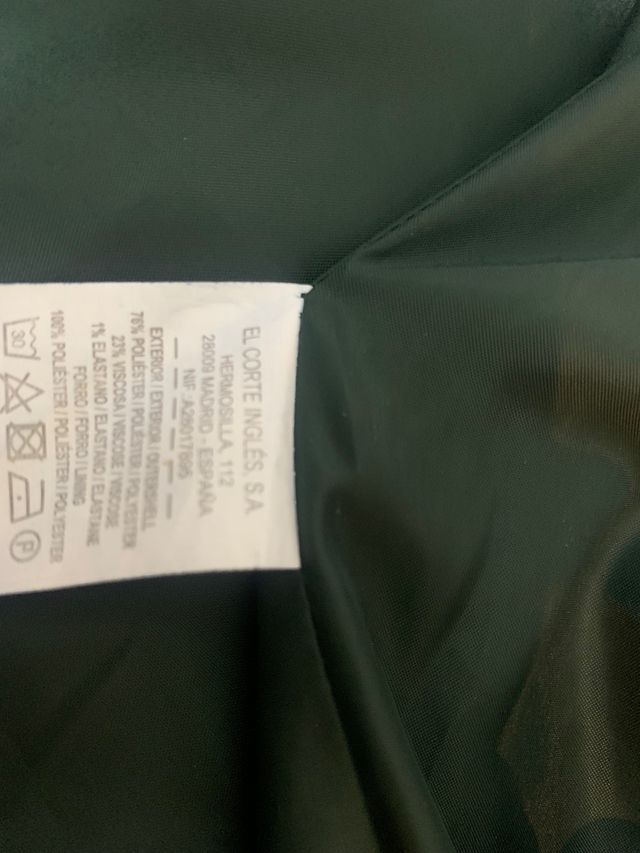 EL CORTE INGLÉS, S.A.
HERMOSILLA, 112
28009 MADRID - ESPAÑA
NIF: A28017895
EXTERIOR / EXTERIOR / OUTERSHELL
76% POLIÉSTER / POLIÉSTER / POLYESTER
23% VISCOSA / VISCOSE / VISCOSE
1% ELASTANO / ELASTANO / ELASTANE
FORRO / FORRO / LINING
100% POLIÉSTER / POLIÉSTER / POLYESTER
30 P